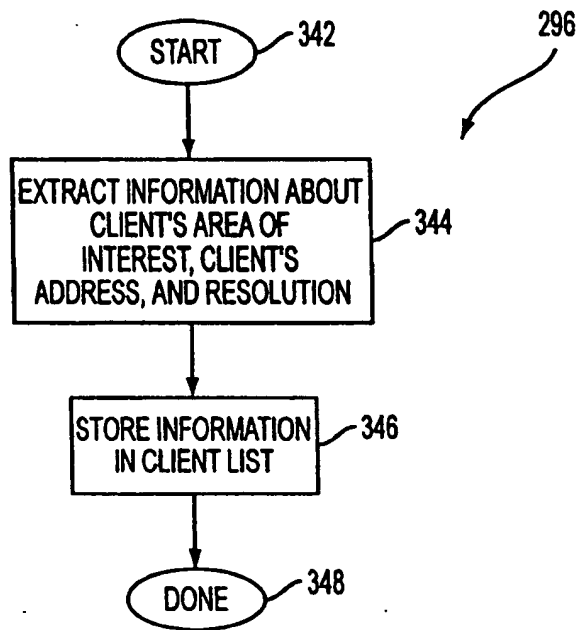 START
342
296
EXTRACT INFORMATION ABOUT
CLIENT'S AREA OF
INTEREST, CLIENT'S
ADDRESS, AND RESOLUTION
344
STORE INFORMATION
IN CLIENT LIST
346
DONE
348